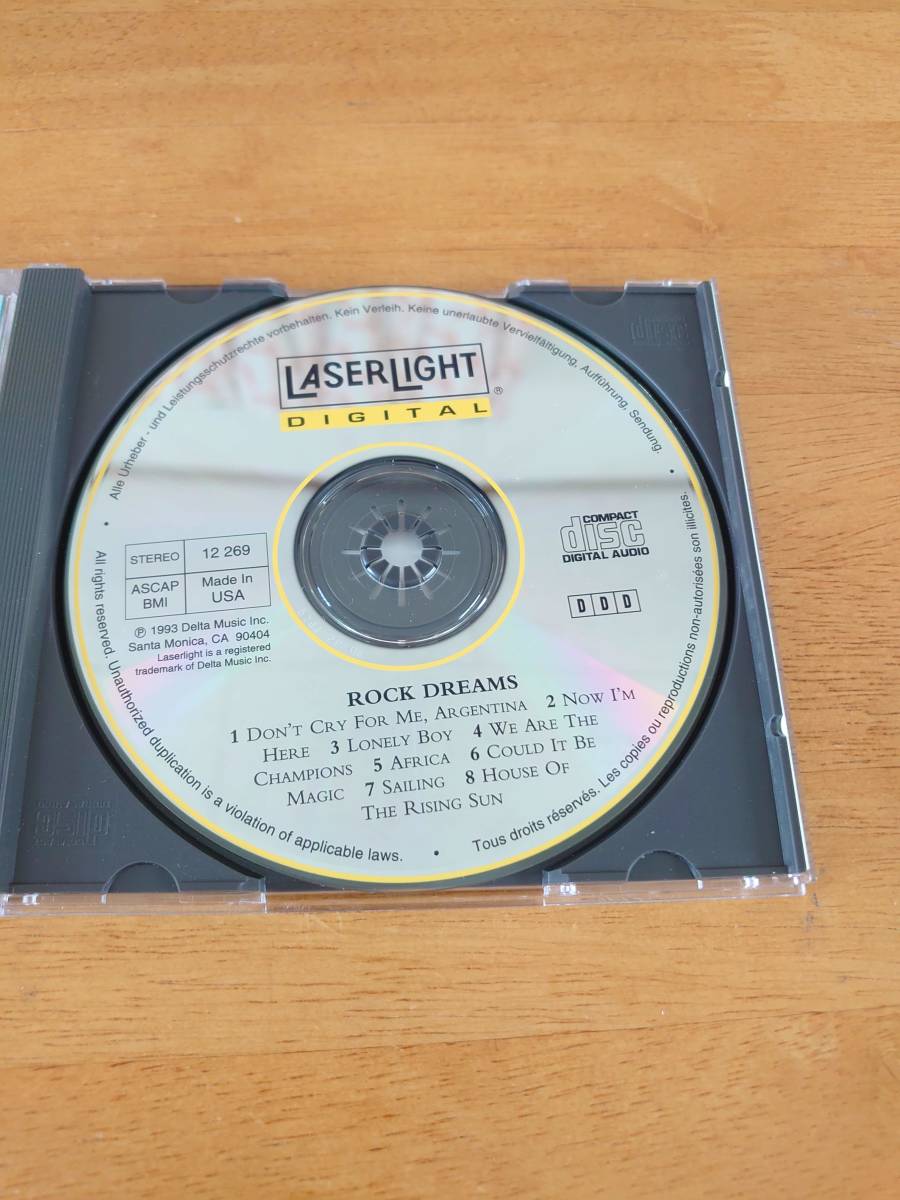 Alle Urheber - und Leistungsschutzrechte vorbehalten. Kein Verleih. Keine unerlaubte Vervielfältigung, Aufführung, Sendung.
LASERLIGHT ®
DIGITAL
COMPACT
disc
DIGITAL AUDIO
STEREO 12 269
ASCAP BMI Made In USA
D D D
℗ 1993 Delta Music Inc.
Santa Monica, CA 90404
Laserlight is a registered
trademark of Delta Music Inc.
ROCK DREAMS
1 DON'T CRY FOR ME, ARGENTINA 2 NOW I'M
HERE 3 LONELY BOY 4 WE ARE THE
CHAMPIONS 5 AFRICA 6 COULD IT BE
MAGIC 7 SAILING 8 HOUSE OF
THE RISING SUN
• All rights reserved. Unauthorized duplication is a violation of applicable laws. •
Tous droits réservés. Les copies ou reproductions non-autorisées son illicites. •
disc